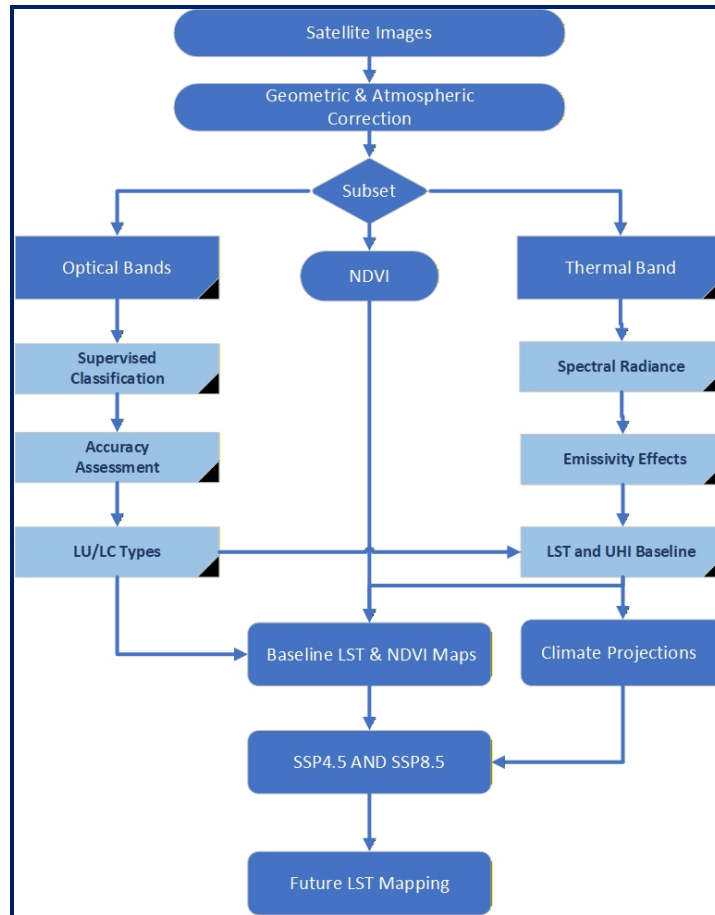 Satellite Images
Geometric & Atmospheric
Correction
Subset
Optical Bands
NDVI
Thermal Band
Supervised
Classification
Spectral Radiance
Accuracy
Assessment
Emissivity Effects
LU/LC Types
LST and UHI Baseline
Baseline LST & NDVI Maps
Climate Projections
SSP4.5 AND SSP8.5
Future LST Mapping